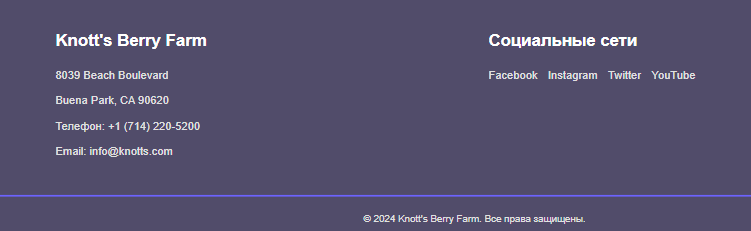 Knott's Berry Farm
8039 Beach Boulevard
Buena Park, CA 90620
Телефон: +1 (714) 220-5200
Email: info@knotts.com
Социальные сети
Facebook Instagram Twitter YouTube
© 2024 Knott's Berry Farm. Все права защищены.